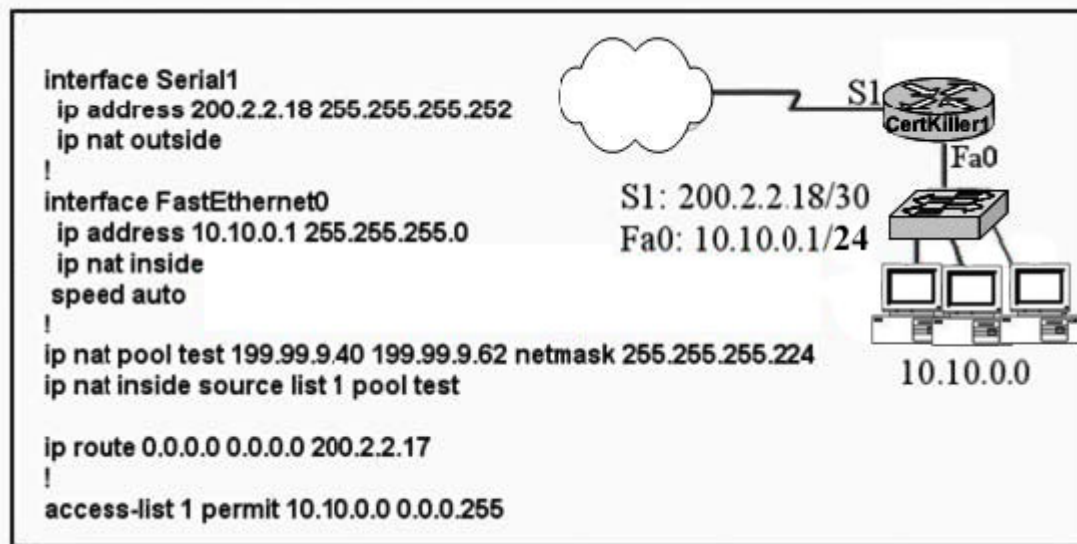 interface Serial1
ip address 200.2.2.18 255.255.255.252
ip nat outside
!
interface FastEthernet0
ip address 10.10.0.1 255.255.255.0
ip nat inside
speed auto
!
ip nat pool test 199.99.9.40 199.99.9.62 netmask 255.255.255.224
ip nat inside source list 1 pool test
ip route 0.0.0.0 0.0.0.0 200.2.2.17
!
access-list 1 permit 10.10.0.0 0.0.0.255
S1
CertKiller1
Fa0
S1: 200.2.2.18/30
Fa0: 10.10.0.1/24
10.10.0.0